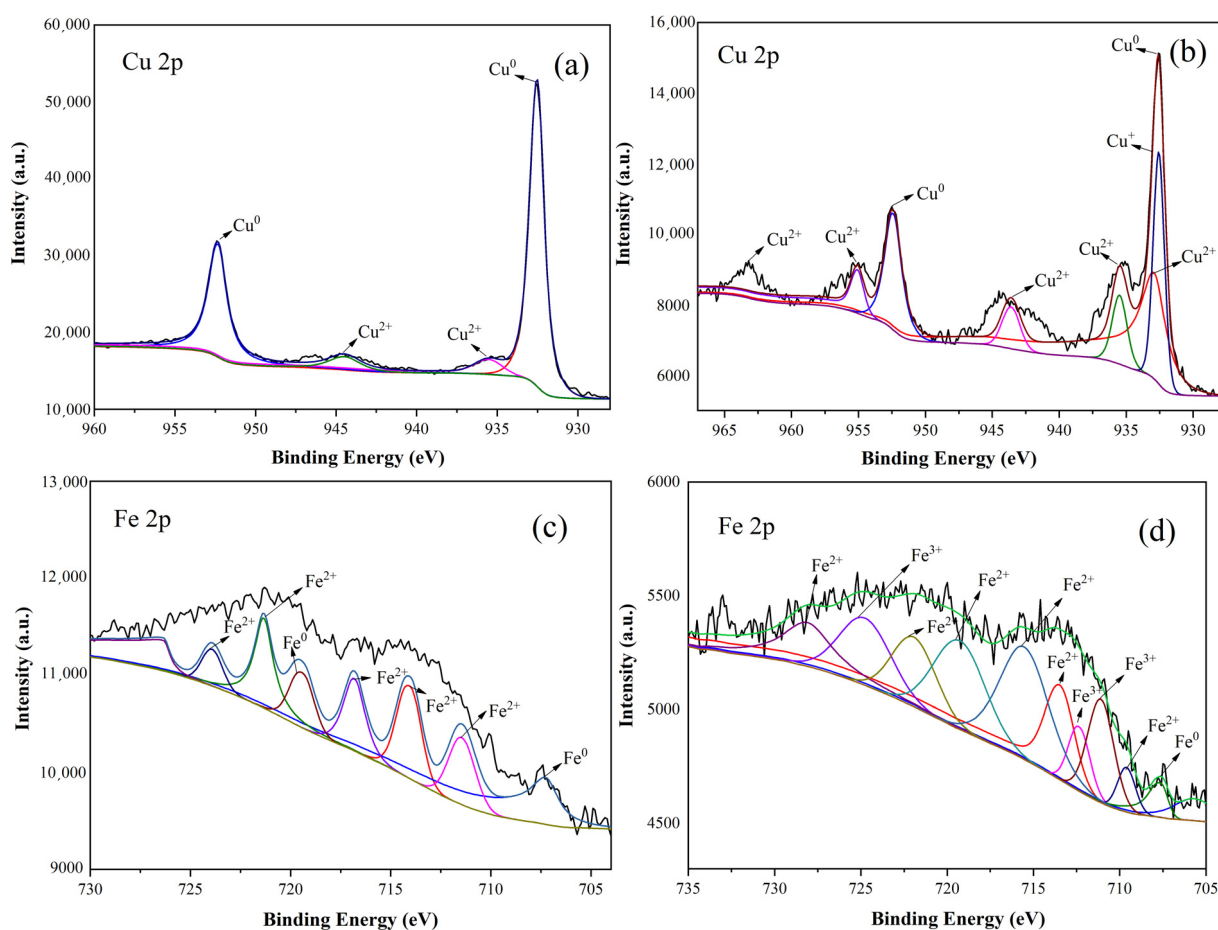 Cu 2p
(a)
Cu⁰
Cu⁰
Cu²⁺
Cu²⁺
60,000
50,000
40,000
30,000
20,000
10,000
Intensity (a.u.)
960 955 950 945 940 935 930
Binding Energy (eV)
Cu 2p
(b)
Cu⁰
Cu⁺
Cu⁰
Cu²⁺
Cu²⁺
Cu²⁺
Cu²⁺
Cu²⁺
16,000
14,000
12,000
10,000
8000
6000
Intensity (a.u.)
965 960 955 950 945 940 935 930
Binding Energy (eV)
Fe 2p
(c)
Fe²⁺
Fe²⁺
Fe⁰
Fe²⁺
Fe²⁺
Fe²⁺
Fe⁰
13,000
12,000
11,000
10,000
9000
Intensity (a.u.)
730 725 720 715 710 705
Binding Energy (eV)
Fe 2p
(d)
Fe²⁺
Fe³⁺
Fe²⁺
Fe²⁺
Fe²⁺
Fe²⁺
Fe³⁺
Fe³⁺
Fe²⁺
Fe⁰
6000
5500
5000
4500
Intensity (a.u.)
735 730 725 720 715 710 705
Binding Energy (eV)